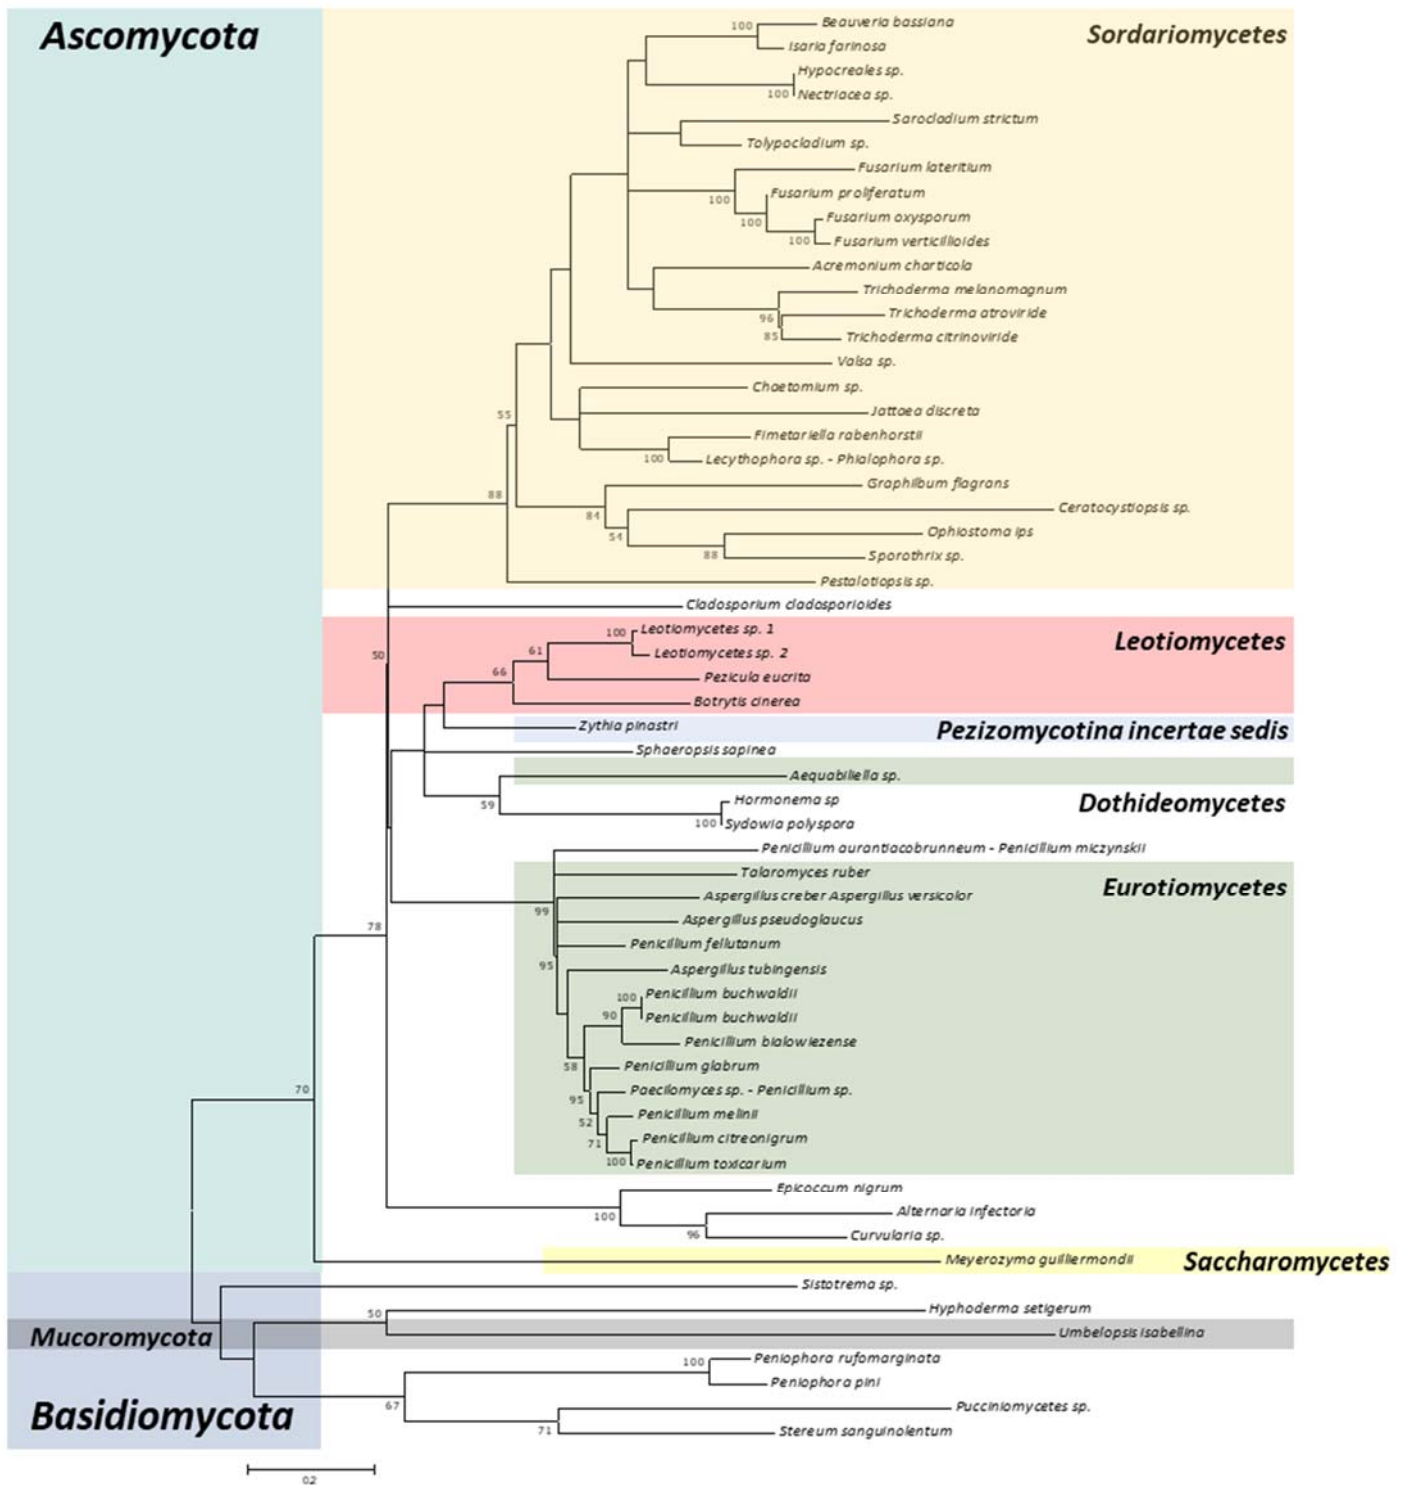 Ascomycota
Sordariomycetes
100
Beauveria bassiana
Isaria farinosa
Hypocreales sp.
100
Nectriacea sp.
Sarocladium strictum
Tolypocladium sp.
Fusarium lateritium
100
Fusarium proliferatum
100
Fusarium oxysporum
100
Fusarium verticillioides
Acremonium charticola
Trichoderma melanomagnum
96
Trichoderma atroviride
85
Trichoderma citrinoviride
Valsa sp.
Chaetomium sp.
55
Jattaea discreta
Fimetariella rabenhorstii
100
Lecythophora sp. - Phialophora sp.
Graphilbum flagrans
88
84
Ceratocystiopsis sp.
54
Ophiostoma ips
88
Sporothrix sp.
Pestalotiopsis sp.
Cladosporium cladosporioides
Leotiomycetes
100
Leotiomycetes sp. 1
50
61
Leotiomycetes sp. 2
66
Pezicula eucrita
Botrytis cinerea
Zythia pinastri
Pezizomycotina incertae sedis
Sphaeropsis sapinea
Aequabiliella sp.
59
Hormonema sp
Dothideomycetes
100
Sydowia polyspora
Penicillium aurantiacobrunneum - Penicillium miczynskii
Talaromyces ruber
Eurotiomycetes
Aspergillus creber Aspergillus versicolor
99
Aspergillus pseudoglaucus
78
Penicillium fellutanum
95
Aspergillus tubingensis
100
Penicillium buchwaldii
90
Penicillium buchwaldii
Penicillium bialowiezense
58
Penicillium glabrum
70
Paecilomyces sp. - Penicillium sp.
95
Penicillium melinii
52
Penicillium citreonigrum
71
100
Penicillium toxicarium
Epicoccum nigrum
100
Alternaria infectoria
96
Curvularia sp.
Meyerozyma guilliermondii
Saccharomycetes
Sistotrema sp.
50
Hyphoderma setigerum
Mucoromycota
Umbelopsis isabellina
100
Peniophora rufomarginata
Peniophora pini
67
Pucciniomycetes sp.
Basidiomycota
71
Stereum sanguinolentum
0.2